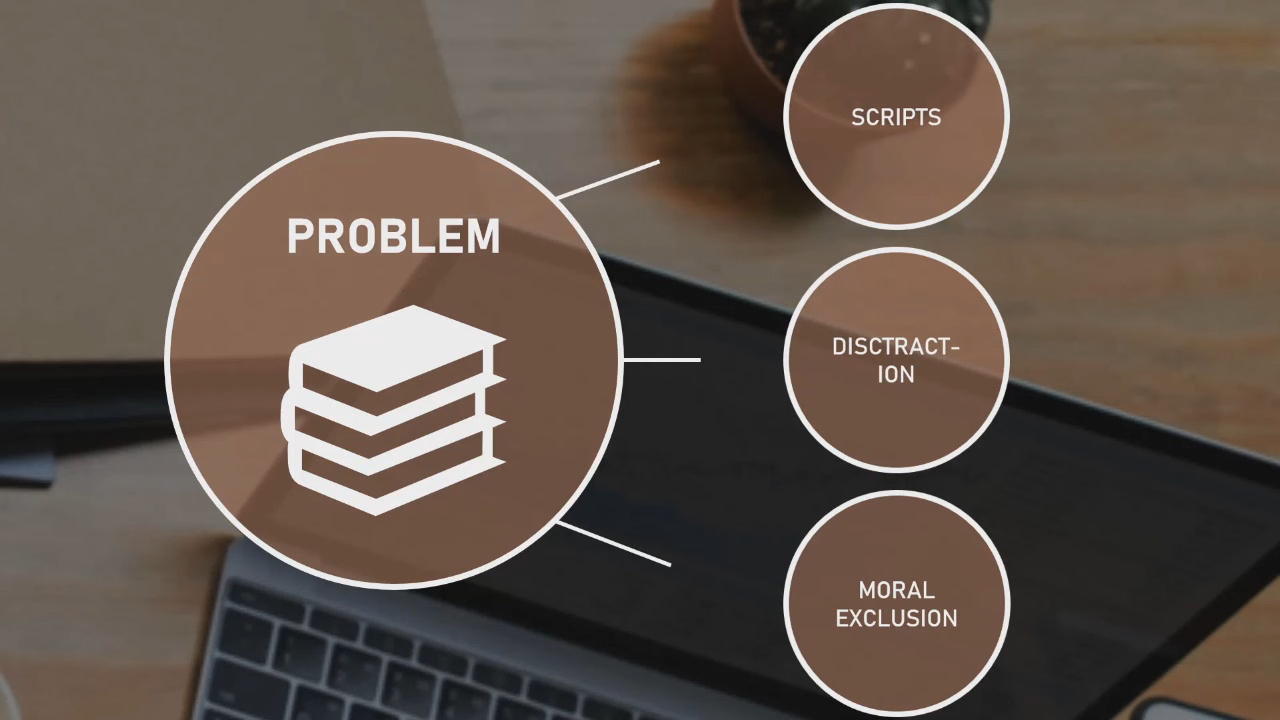 PROBLEM
SCRIPTS
DISCTRACT-
ION
MORAL
EXCLUSION